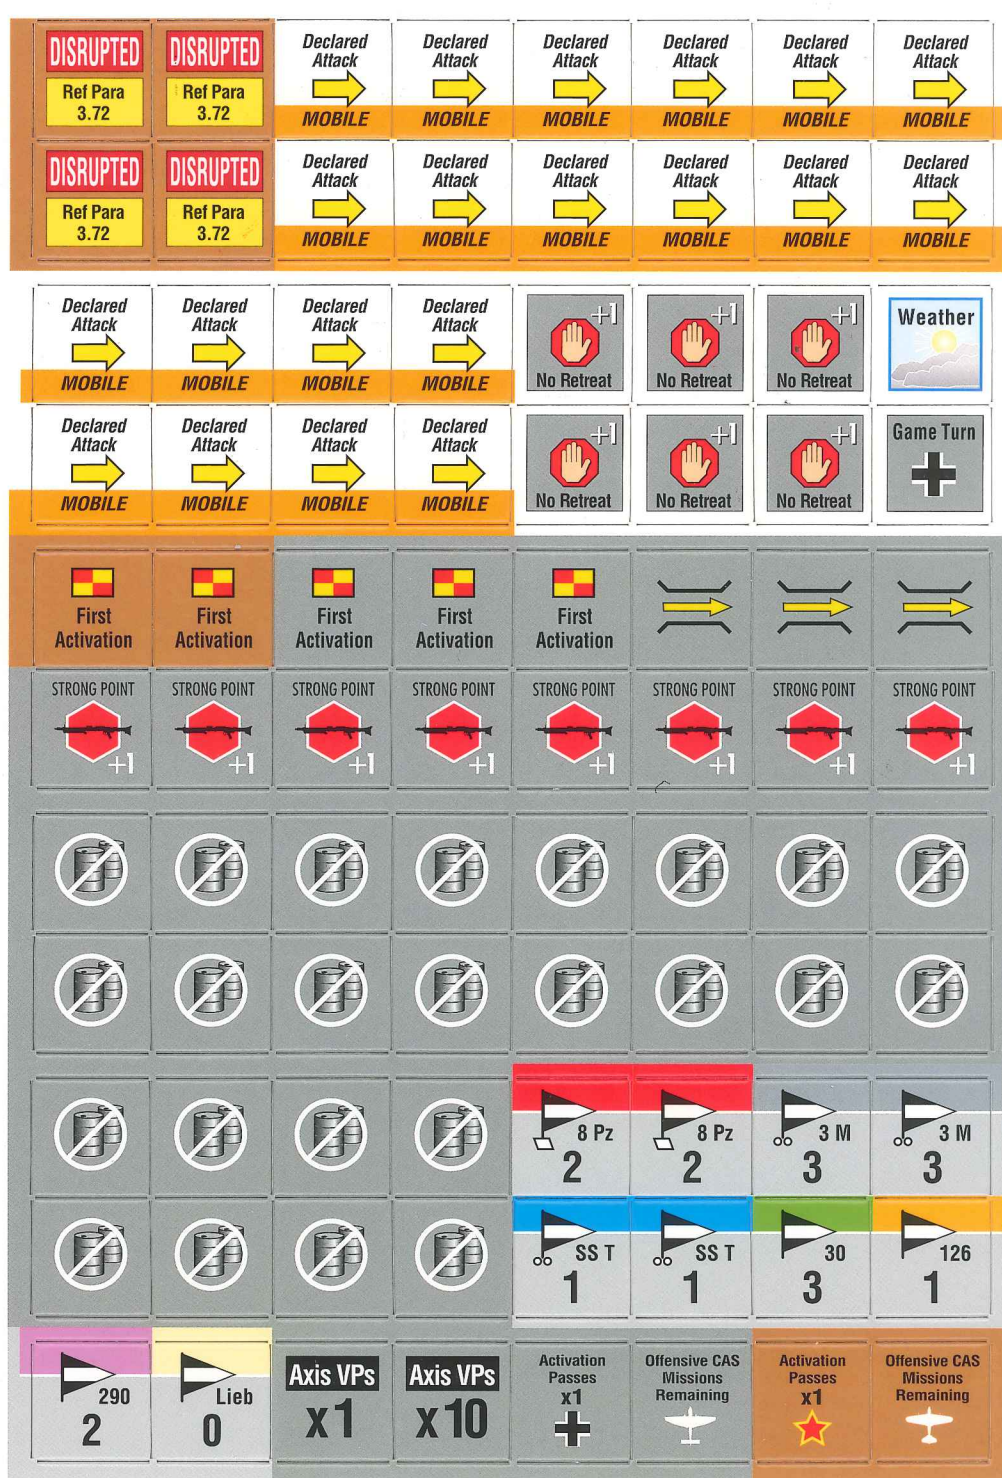 DISRUPTED DISRUPTED Declared Attack Declared Attack Declared Attack Declared Attack Declared Attack Declared Attack
Ref Para 3.72 Ref Para 3.72 MOBILE MOBILE MOBILE MOBILE MOBILE MOBILE
DISRUPTED DISRUPTED Declared Attack Declared Attack Declared Attack Declared Attack Declared Attack Declared Attack
Ref Para 3.72 Ref Para 3.72 MOBILE MOBILE MOBILE MOBILE MOBILE MOBILE
Declared Attack Declared Attack Declared Attack Declared Attack +1 +1 +1 Weather
MOBILE MOBILE MOBILE MOBILE No Retreat No Retreat No Retreat
Declared Attack Declared Attack Declared Attack Declared Attack +1 +1 +1 Game Turn
MOBILE MOBILE MOBILE MOBILE No Retreat No Retreat No Retreat
First First First First First
Activation Activation Activation Activation Activation
STRONG POINT STRONG POINT STRONG POINT STRONG POINT STRONG POINT STRONG POINT STRONG POINT STRONG POINT
+1 +1 +1 +1 +1 +1 +1 +1
8 Pz 8 Pz 3 M 3 M
2 2 3 3
SS T SS T 30 126
1 1 3 1
290 Lieb Axis VPs Axis VPs Activation Passes x1 Offensive CAS Missions Remaining Activation Passes x1 Offensive CAS Missions Remaining
2 0 x1 x10